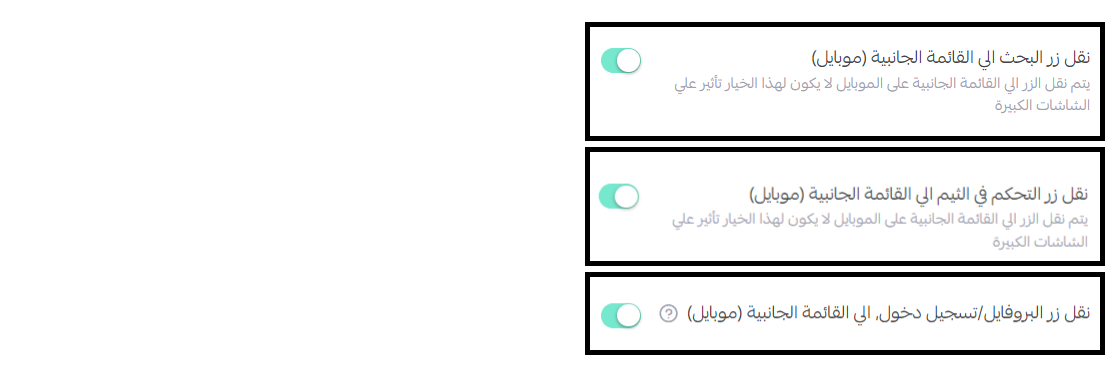 نقل زر البحث الي القائمة الجانبية (موبايل)
يتم نقل الزر الي القائمة الجانبية على الموبايل لا يكون لهذا الخيار تأثير علي
الشاشات الكبيرة
نقل زر التحكم في الثيم الي القائمة الجانبية (موبايل)
يتم نقل الزر الي القائمة الجانبية على الموبايل لا يكون لهذا الخيار تأثير علي
الشاشات الكبيرة
نقل زر البروفايل/تسجيل دخول, الي القائمة الجانبية (موبايل) ?